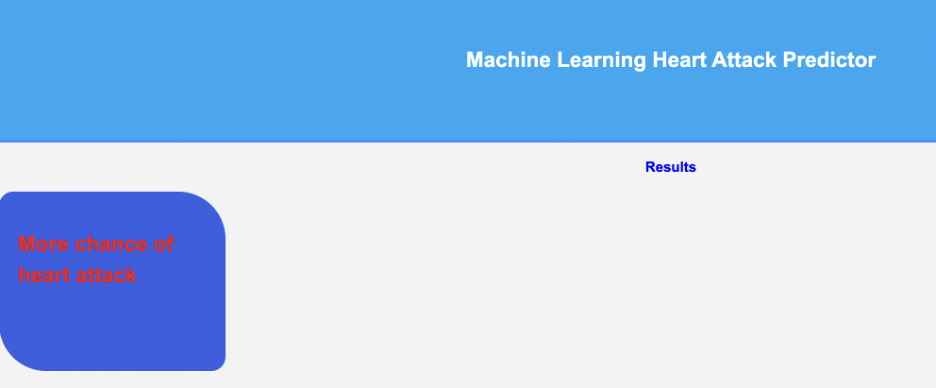 Machine Learning Heart Attack Predictor
Results
More chance of
heart attack